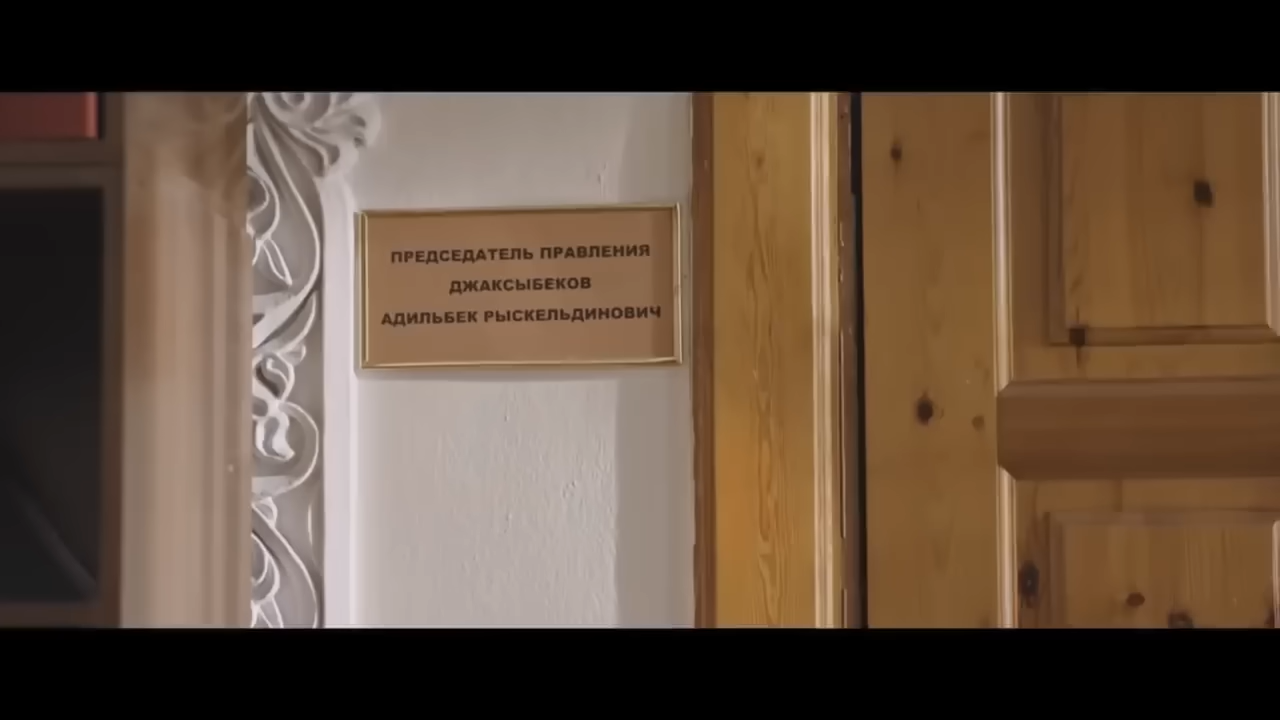 ПРЕДСЕДАТЕЛЬ ПРАВЛЕНИЯ
ДЖАКСЫБЕКОВ
АДИЛЬБЕК РЫСКЕЛЬДИНОВИЧ